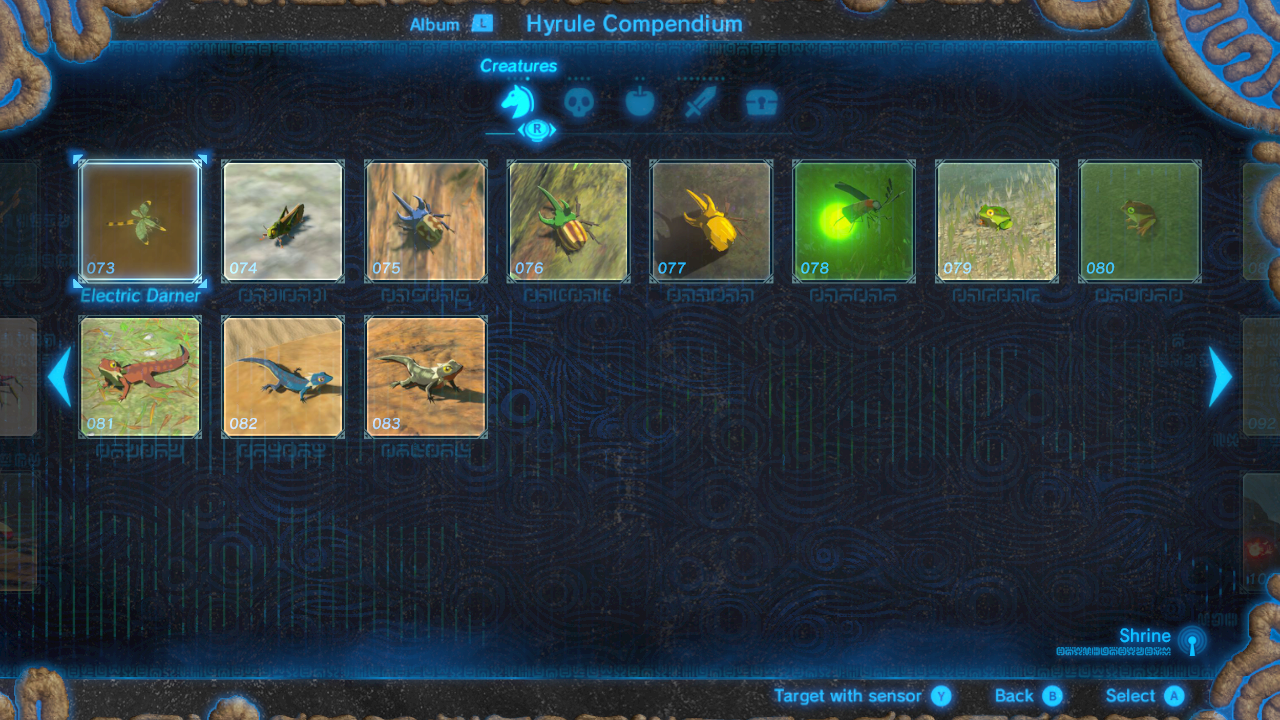 Album L Hyrule Compendium
Creatures
R
073 074 075 076 077 078 079 080
Electric Darner
081 082 083
092
Shrine
Target with sensor Y Back B Select A